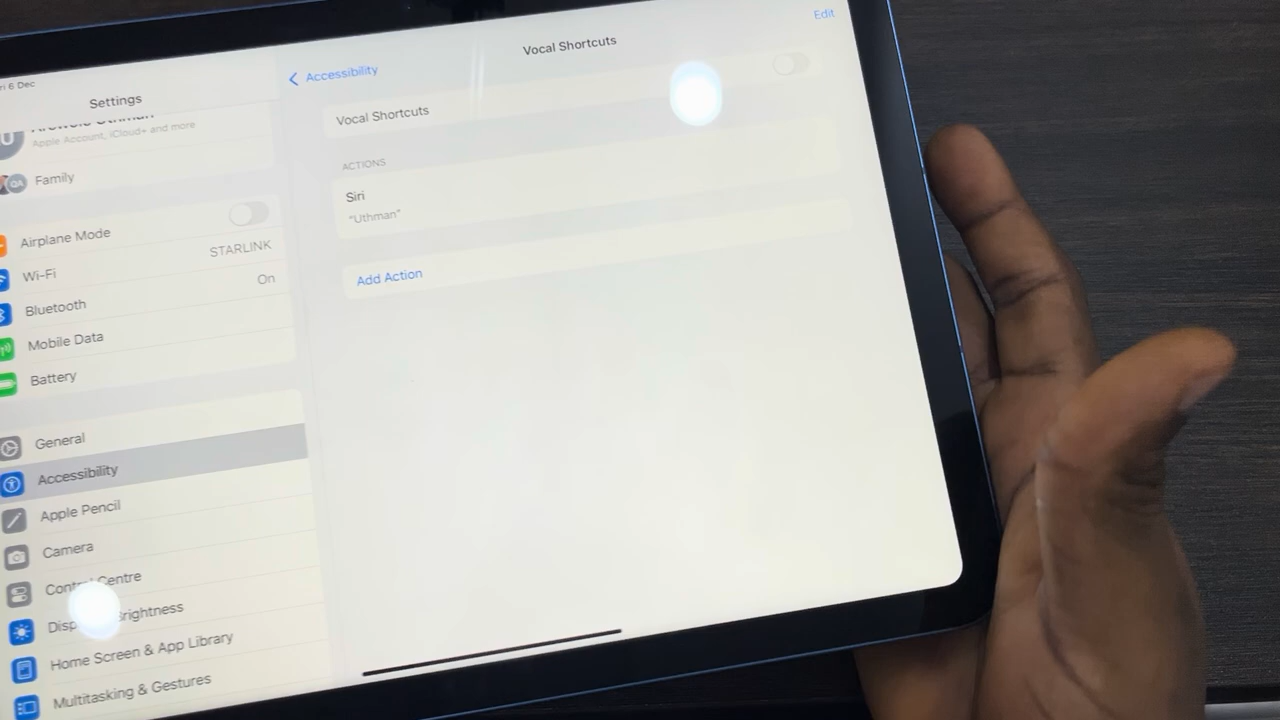 6 Dec
Settings
Apple Account, iCloud+ and more
Family
Airplane Mode
Wi-Fi
STARLINK
Bluetooth
On
Mobile Data
Battery
General
Accessibility
Apple Pencil
Camera
Control Centre
Brightness
Home Screen & App Library
Multitasking & Gestures
Edit
Accessibility
Vocal Shortcuts
Vocal Shortcuts
ACTIONS
Siri
"Uthman"
Add Action